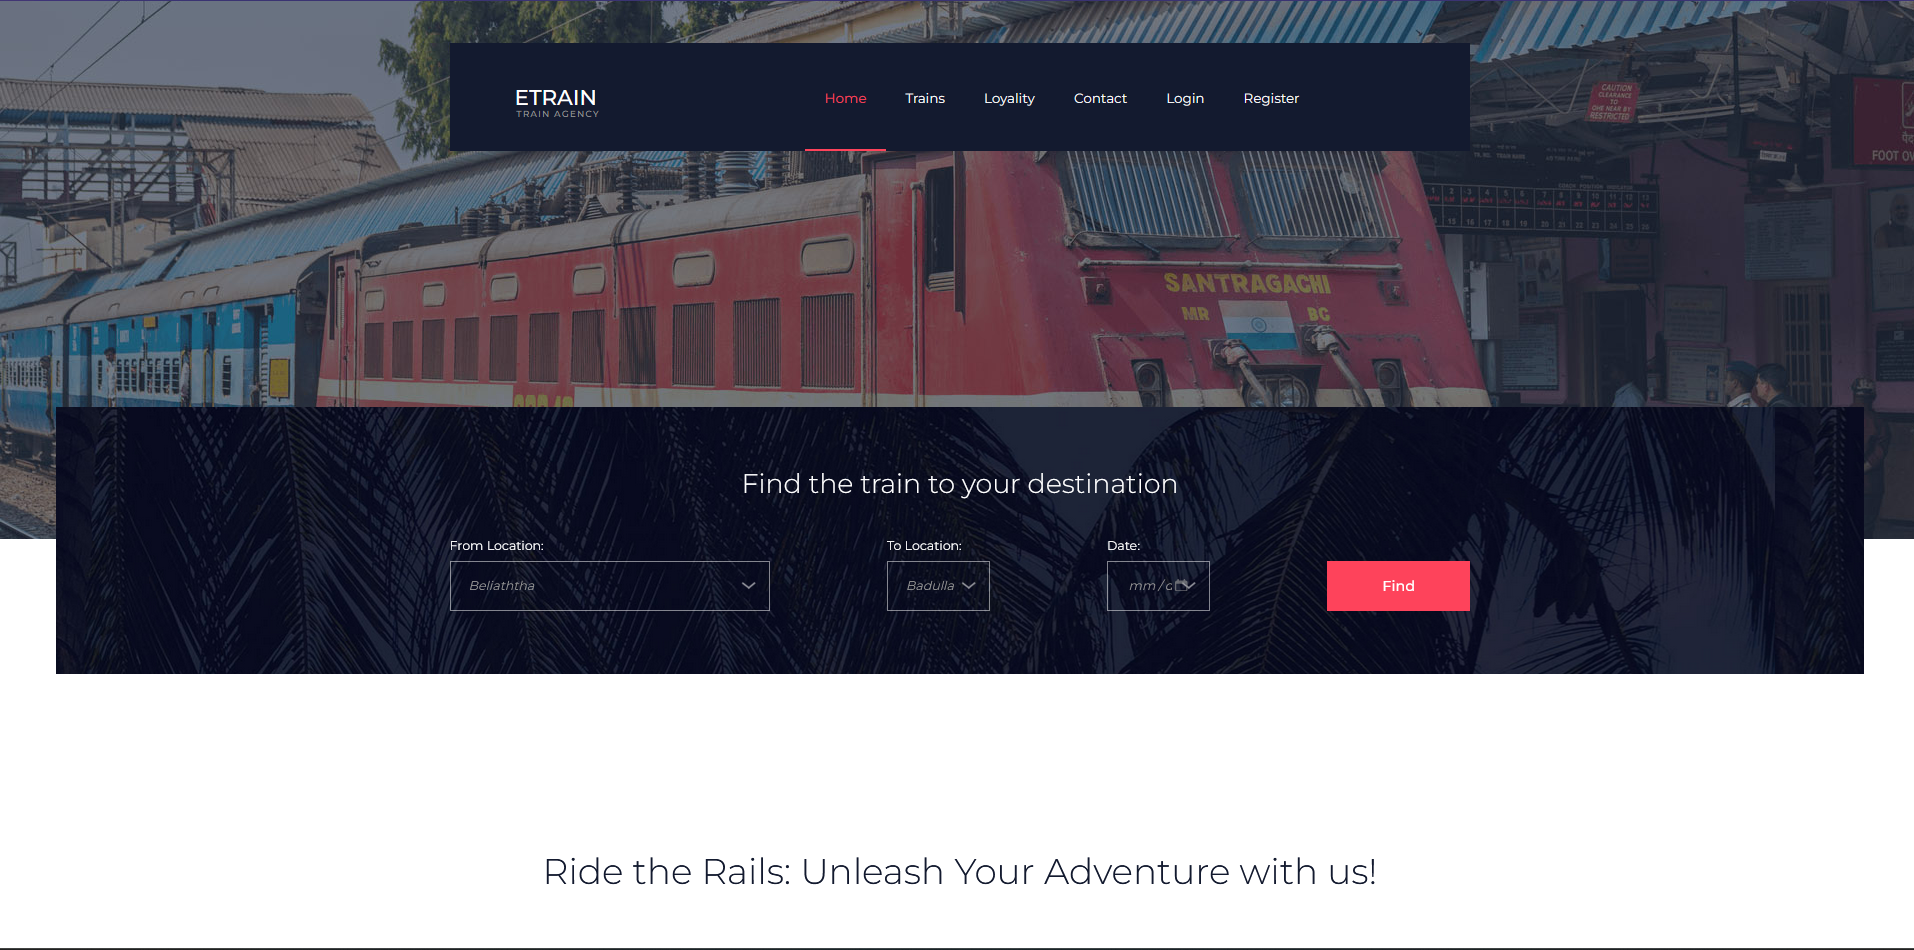 ETRAIN
TRAIN AGENCY
Home Trains Loyality Contact Login Register
CAUTION
CLEARANCE
TO
ONE NEAR BY
RESTRICTED
FOOT OV
SANTRAGACHI
MR BG
Find the train to your destination
From Location: To Location: Date:
Beliaththa Badulla mm/d Find
Ride the Rails: Unleash Your Adventure with us!